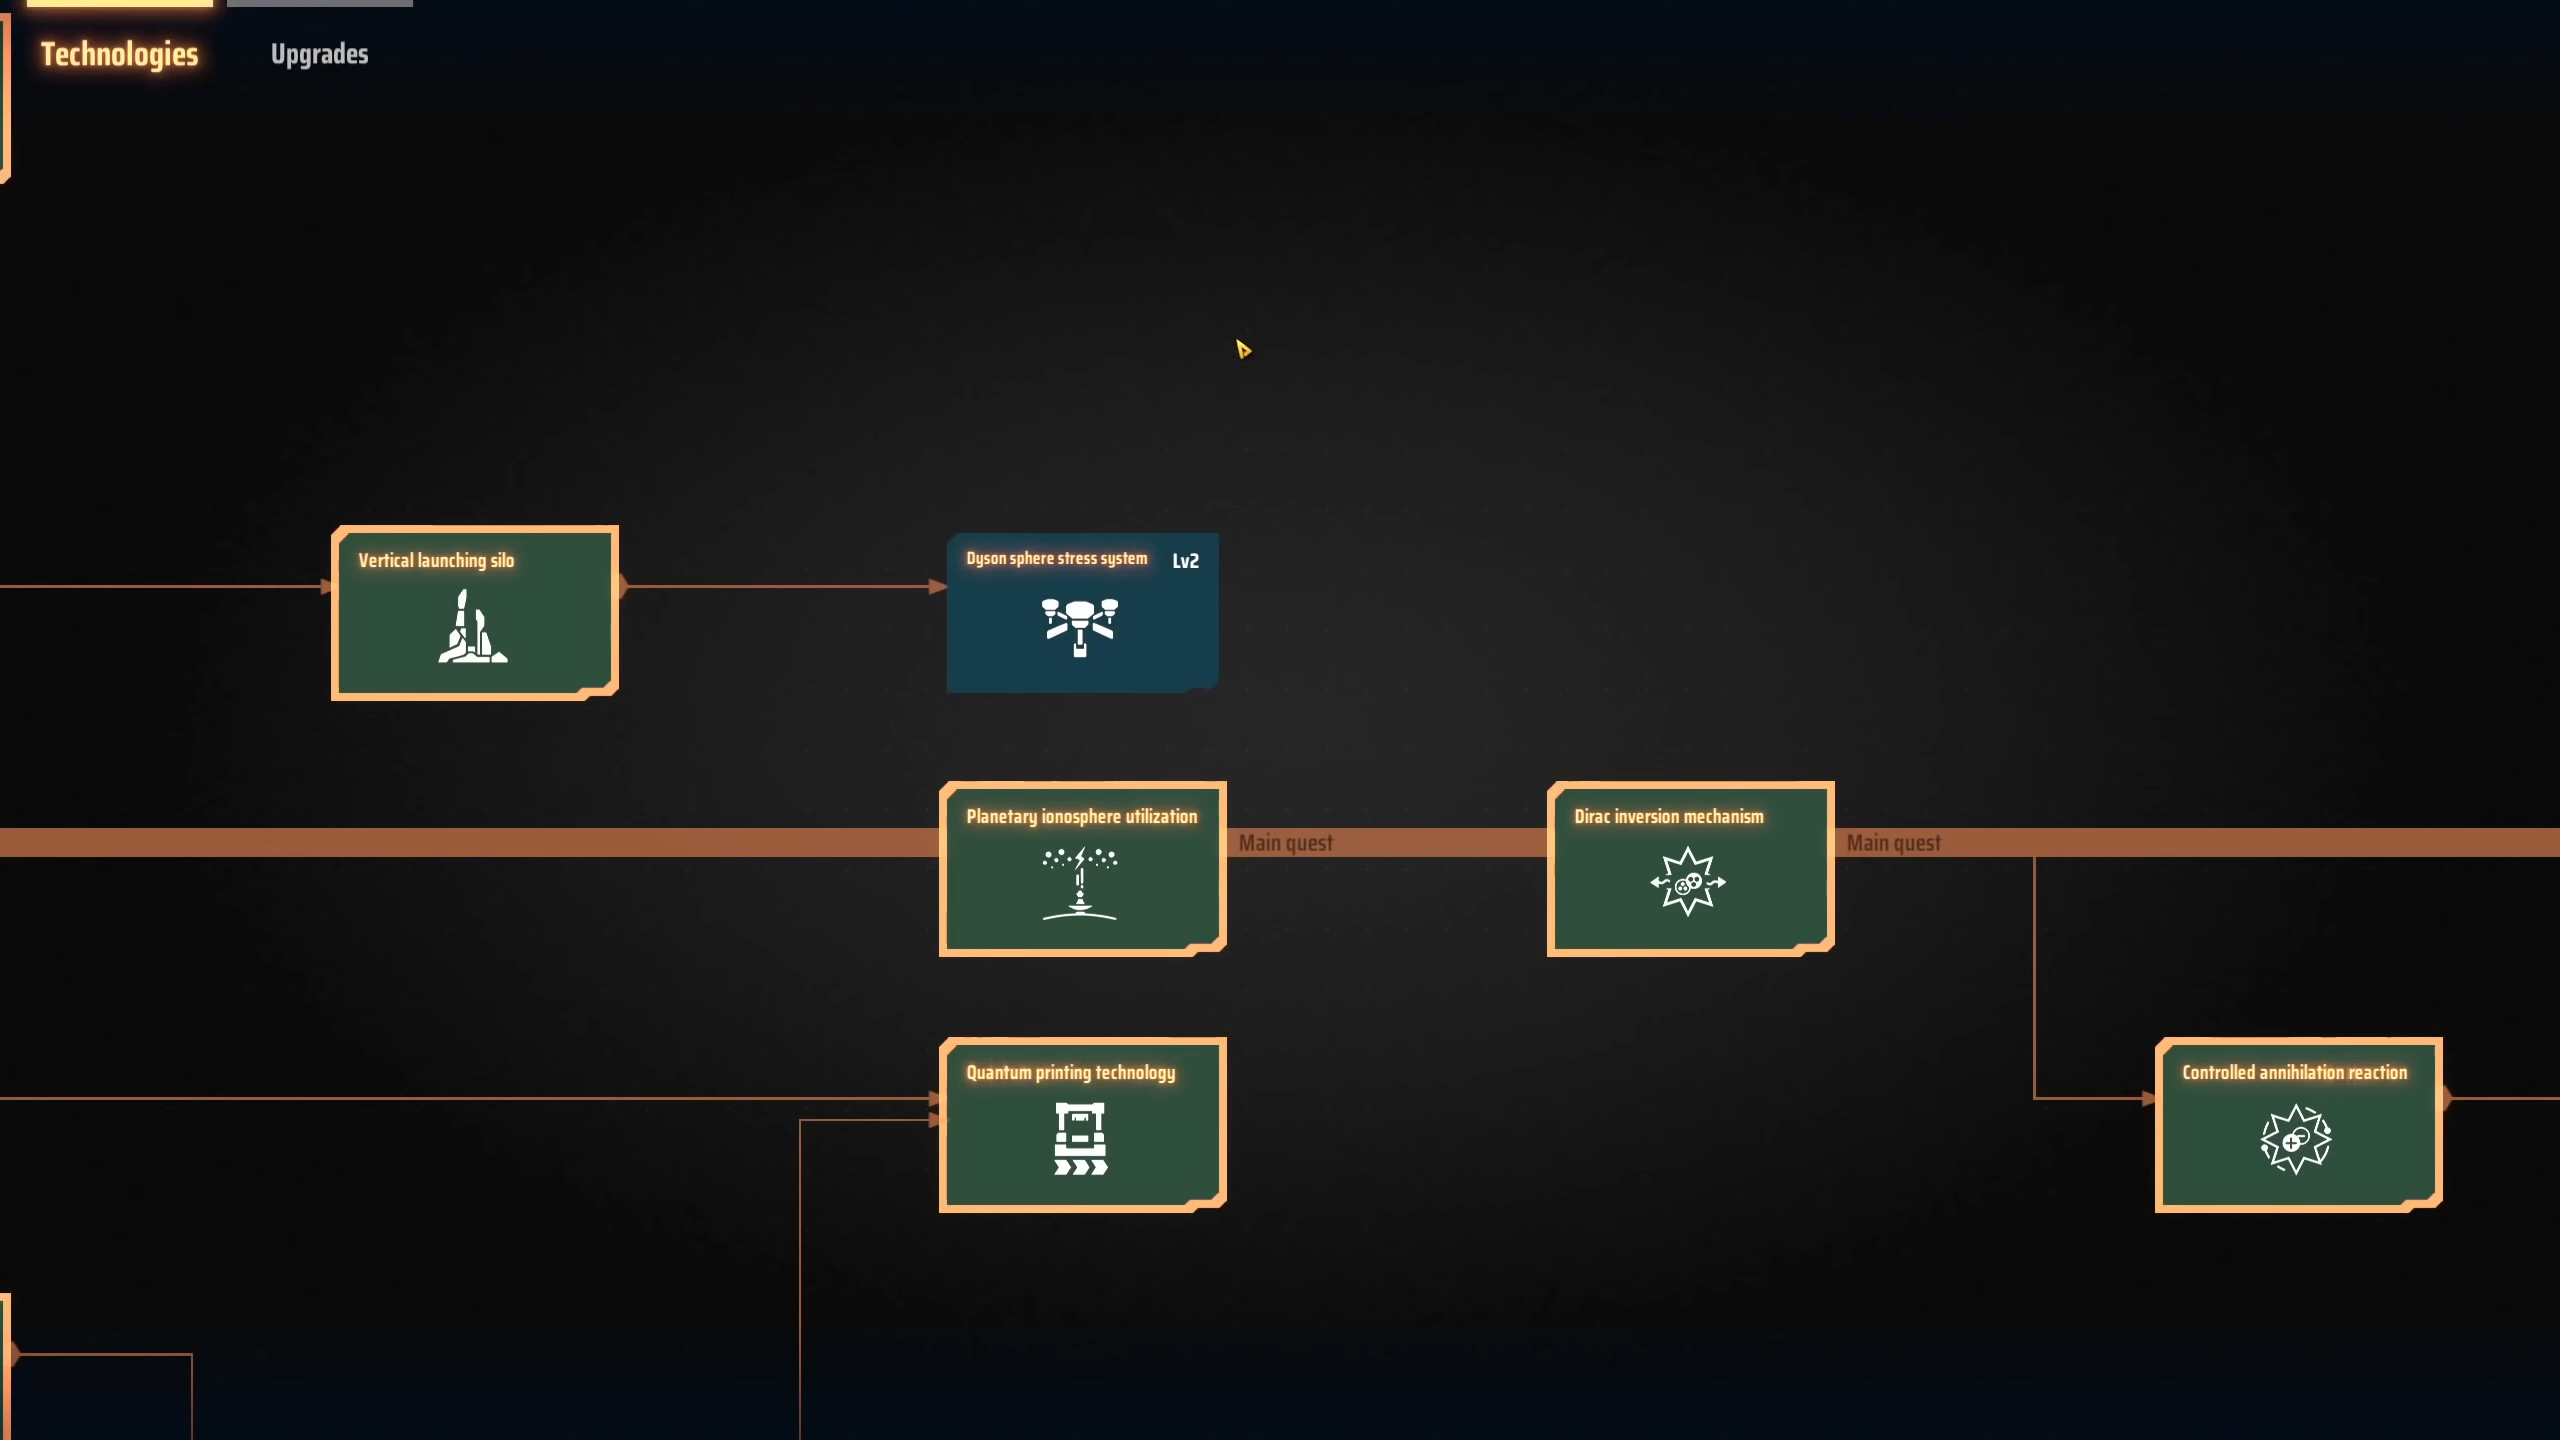 Technologies
Upgrades
Vertical launching silo
Dyson sphere stress system
Lv2
Planetary ionosphere utilization
Main quest
Dirac inversion mechanism
Main quest
Quantum printing technology
Controlled annihilation reaction